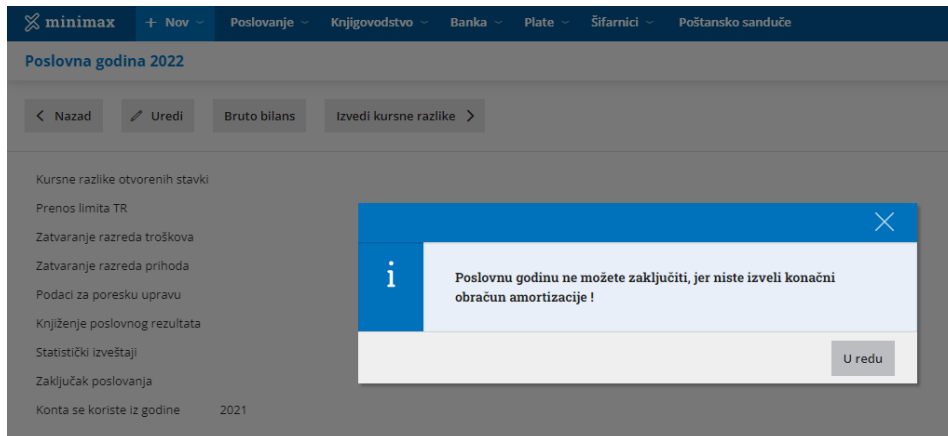 minimax + Nov Poslovanje Knjigovodstvo Banka Plate Šifarnici Poštansko sanduče
Poslovna godina 2022
Nazad Uredi Bruto bilans Izvedi kursne razlike
Kursne razlike otvorenih stavki
Prenos limita TR
Zatvaranje razreda troškova
Zatvaranje razreda prihoda
Podaci za poresku upravu
Knjiženje poslovnog rezultata
Statistički izveštaji
Zaključak poslovanja
Konta se koriste iz godine 2021
i
Poslovnu godinu ne možete zaključiti, jer niste izveli konačni
obračun amortizacije !
U redu